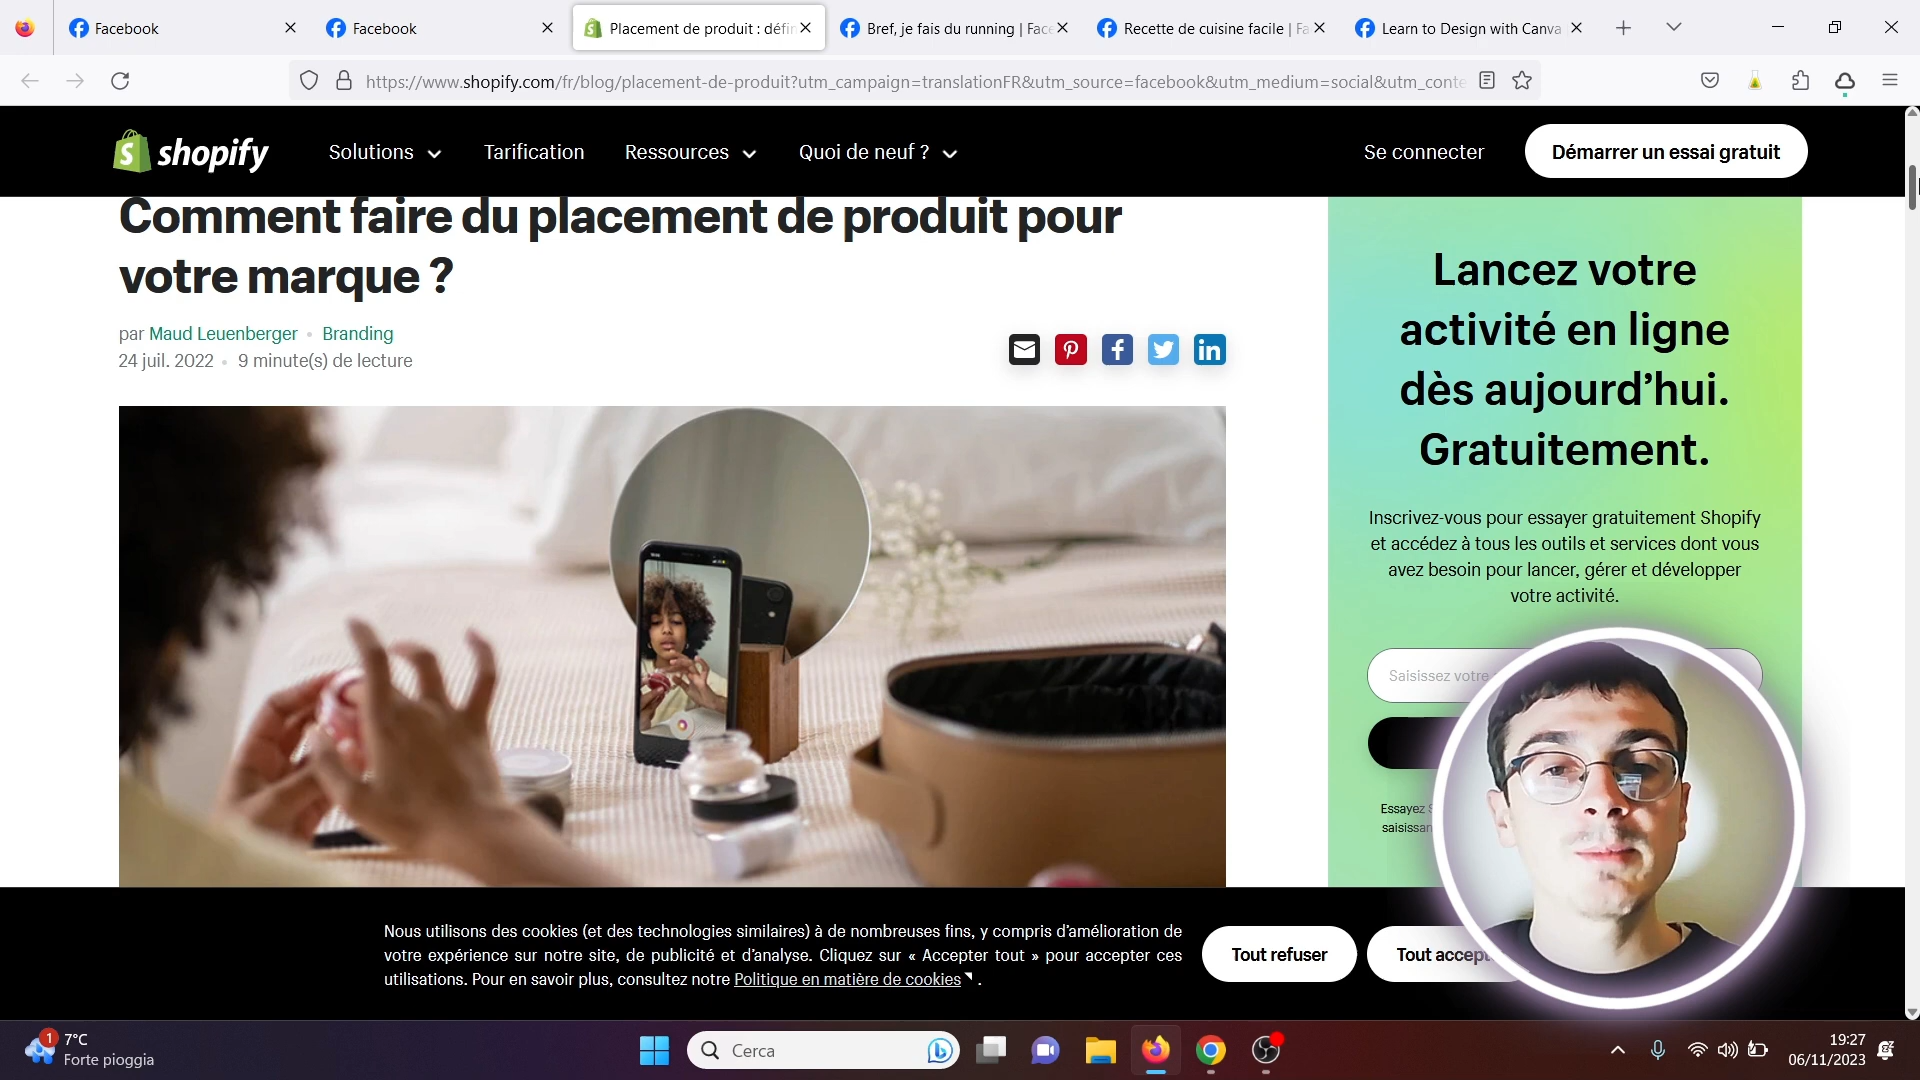 Facebook
Facebook
Placement de produit : défin
Bref, je fais du running | Face
Recette de cuisine facile | Fa
Learn to Design with Canva
https://www.shopify.com/fr/blog/placement-de-produit?utm_campaign=translationFR&utm_source=facebook&utm_medium=social&utm_conte
shopify
Solutions
Tarification
Ressources
Quoi de neuf ?
Se connecter
Démarrer un essai gratuit
Comment faire du placement de produit pour
votre marque ?
par Maud Leuenberger • Branding
24 juil. 2022 • 9 minute(s) de lecture
Lancez votre
activité en ligne
dès aujourd’hui.
Gratuitement.
Inscrivez-vous pour essayer gratuitement Shopify
et accédez à tous les outils et services dont vous
avez besoin pour lancer, gérer et développer
votre activité.
Saisissez votre
Essayez
saisissan
Nous utilisons des cookies (et des technologies similaires) à de nombreuses fins, y compris d’amélioration de
votre expérience sur notre site, de publicité et d’analyse. Cliquez sur « Accepter tout » pour accepter ces
utilisations. Pour en savoir plus, consultez notre Politique en matière de cookies .
Tout refuser
Tout accept
1
7°C
Forte pioggia
Cerca
19:27
06/11/2023